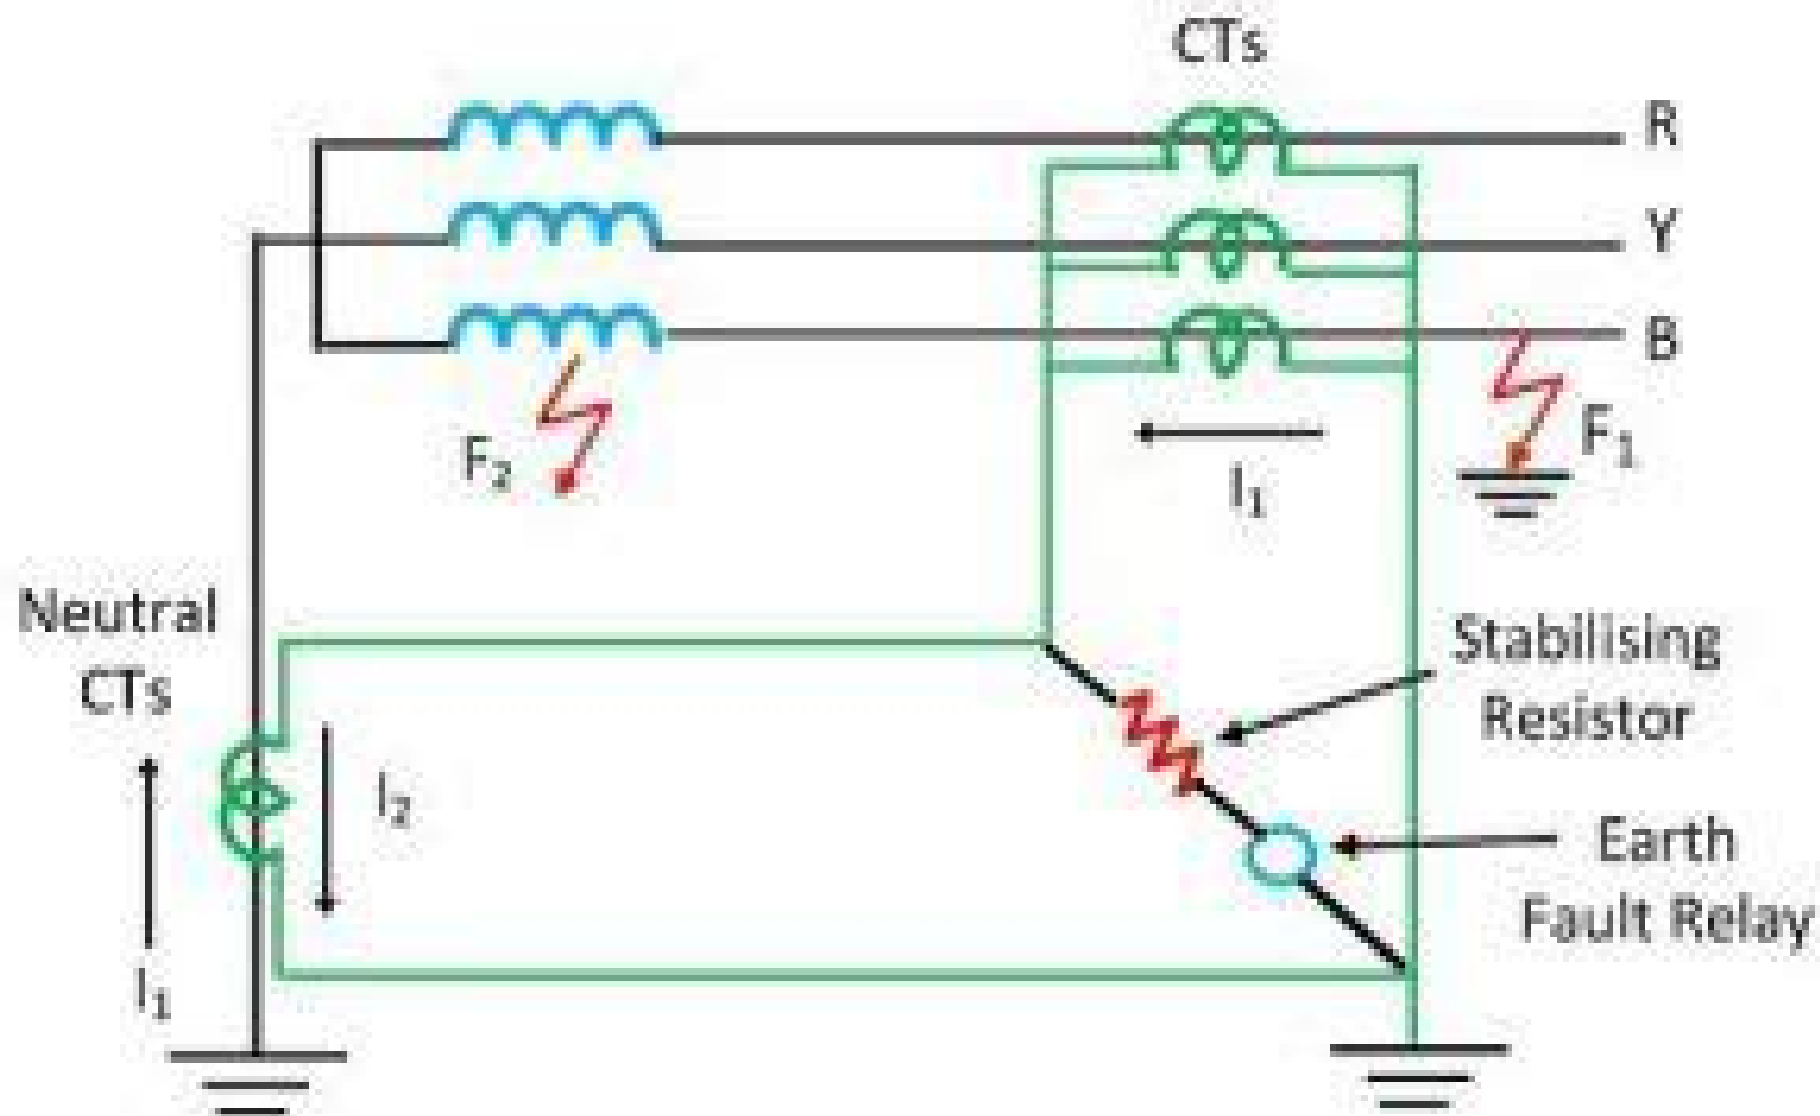 CTs
R
Y
B
F₂
F₁
I₁
Neutral
CTs
I₂
I₁
Stabilising
Resistor
Earth
Fault Relay